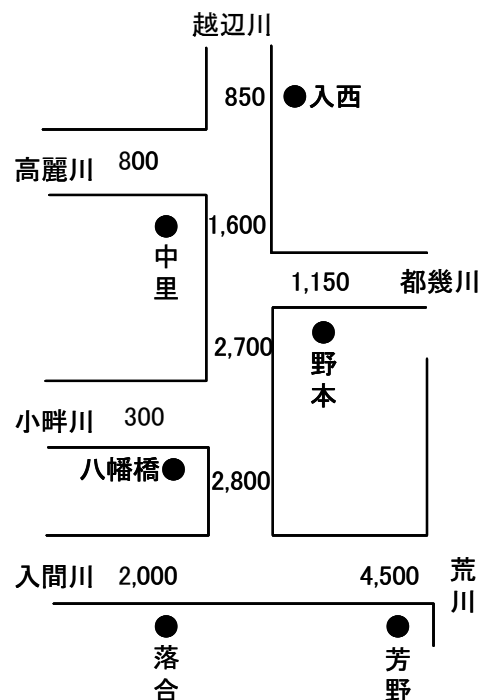 越辺川
850
入西
高麗川
800
1,600
中里
1,150
都幾川
2,700
野本
小畔川
300
八幡橋
2,800
入間川
2,000
4,500
荒川
落合
芳野